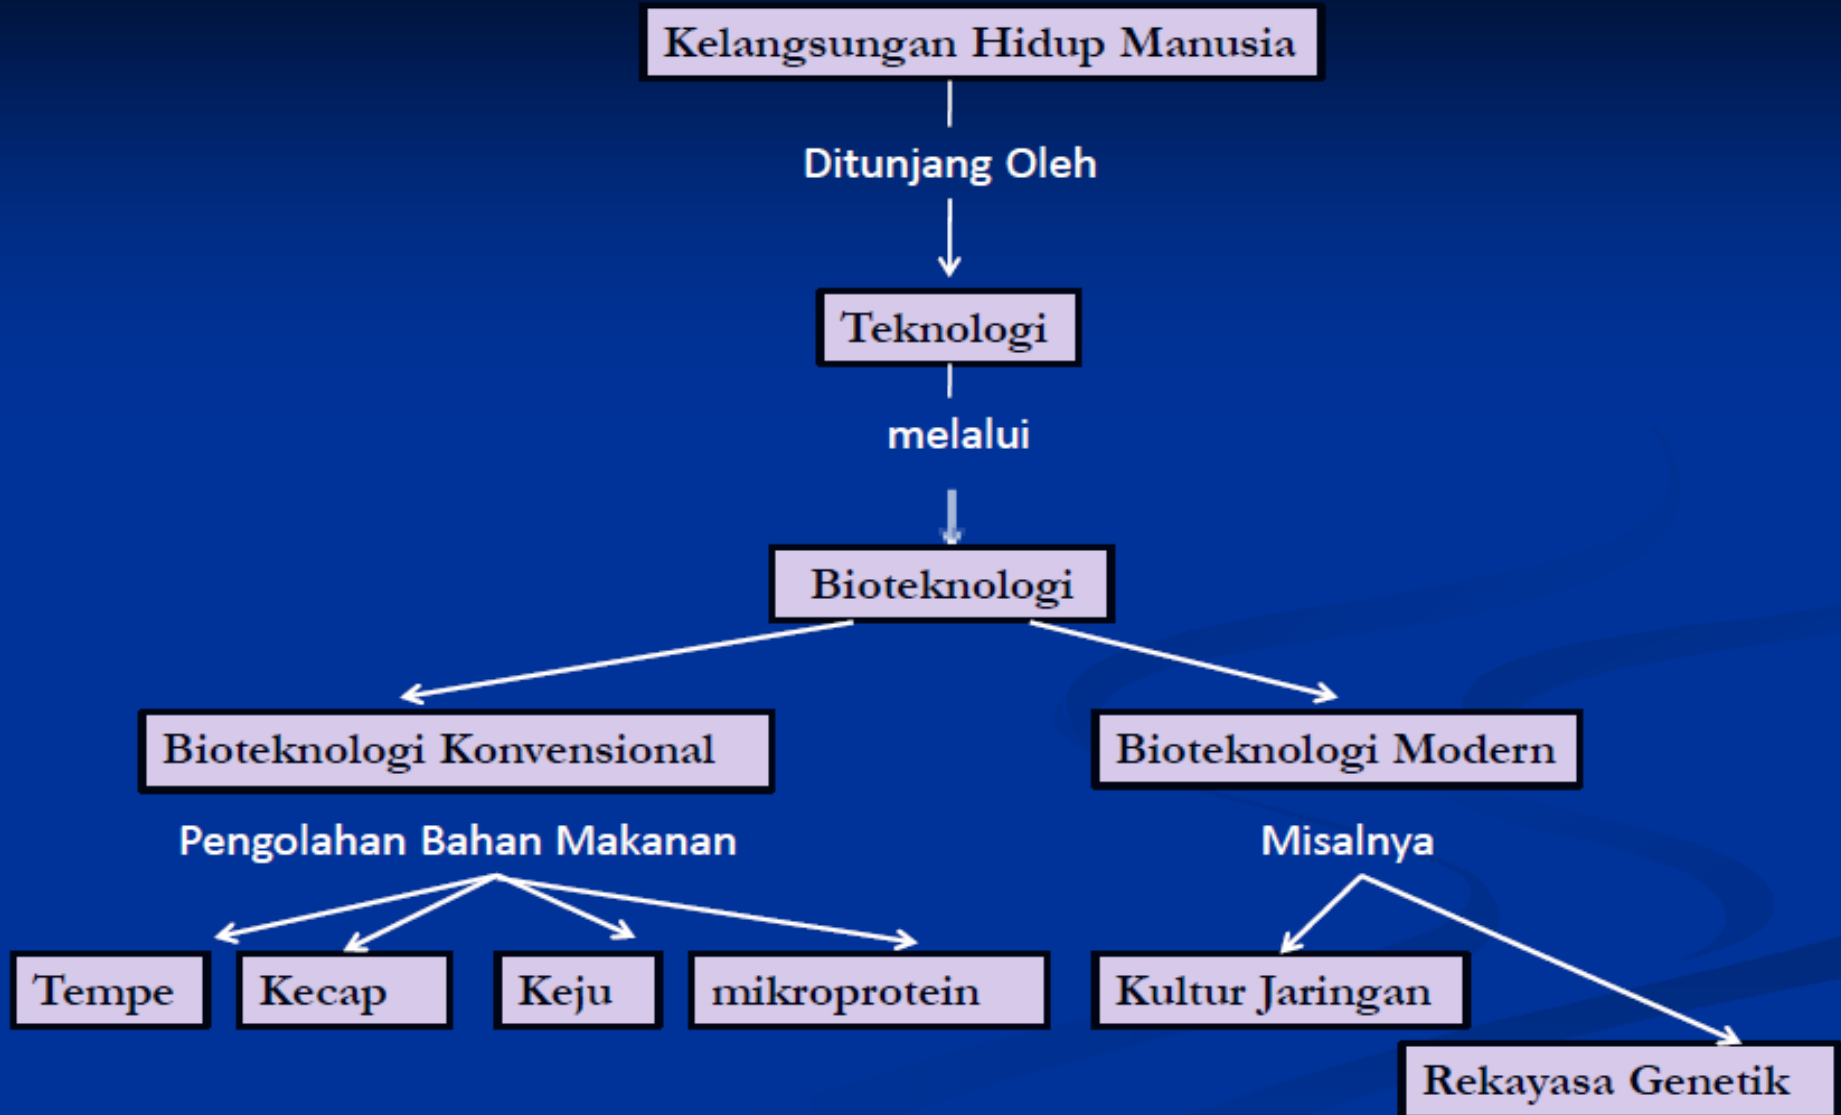 Kelangsungan Hidup Manusia
Ditunjang Oleh
Teknologi
melalui
Bioteknologi
Bioteknologi Konvensional
Bioteknologi Modern
Pengolahan Bahan Makanan
Misalnya
Tempe
Kecap
Keju
mikroprotein
Kultur Jaringan
Rekayasa Genetik